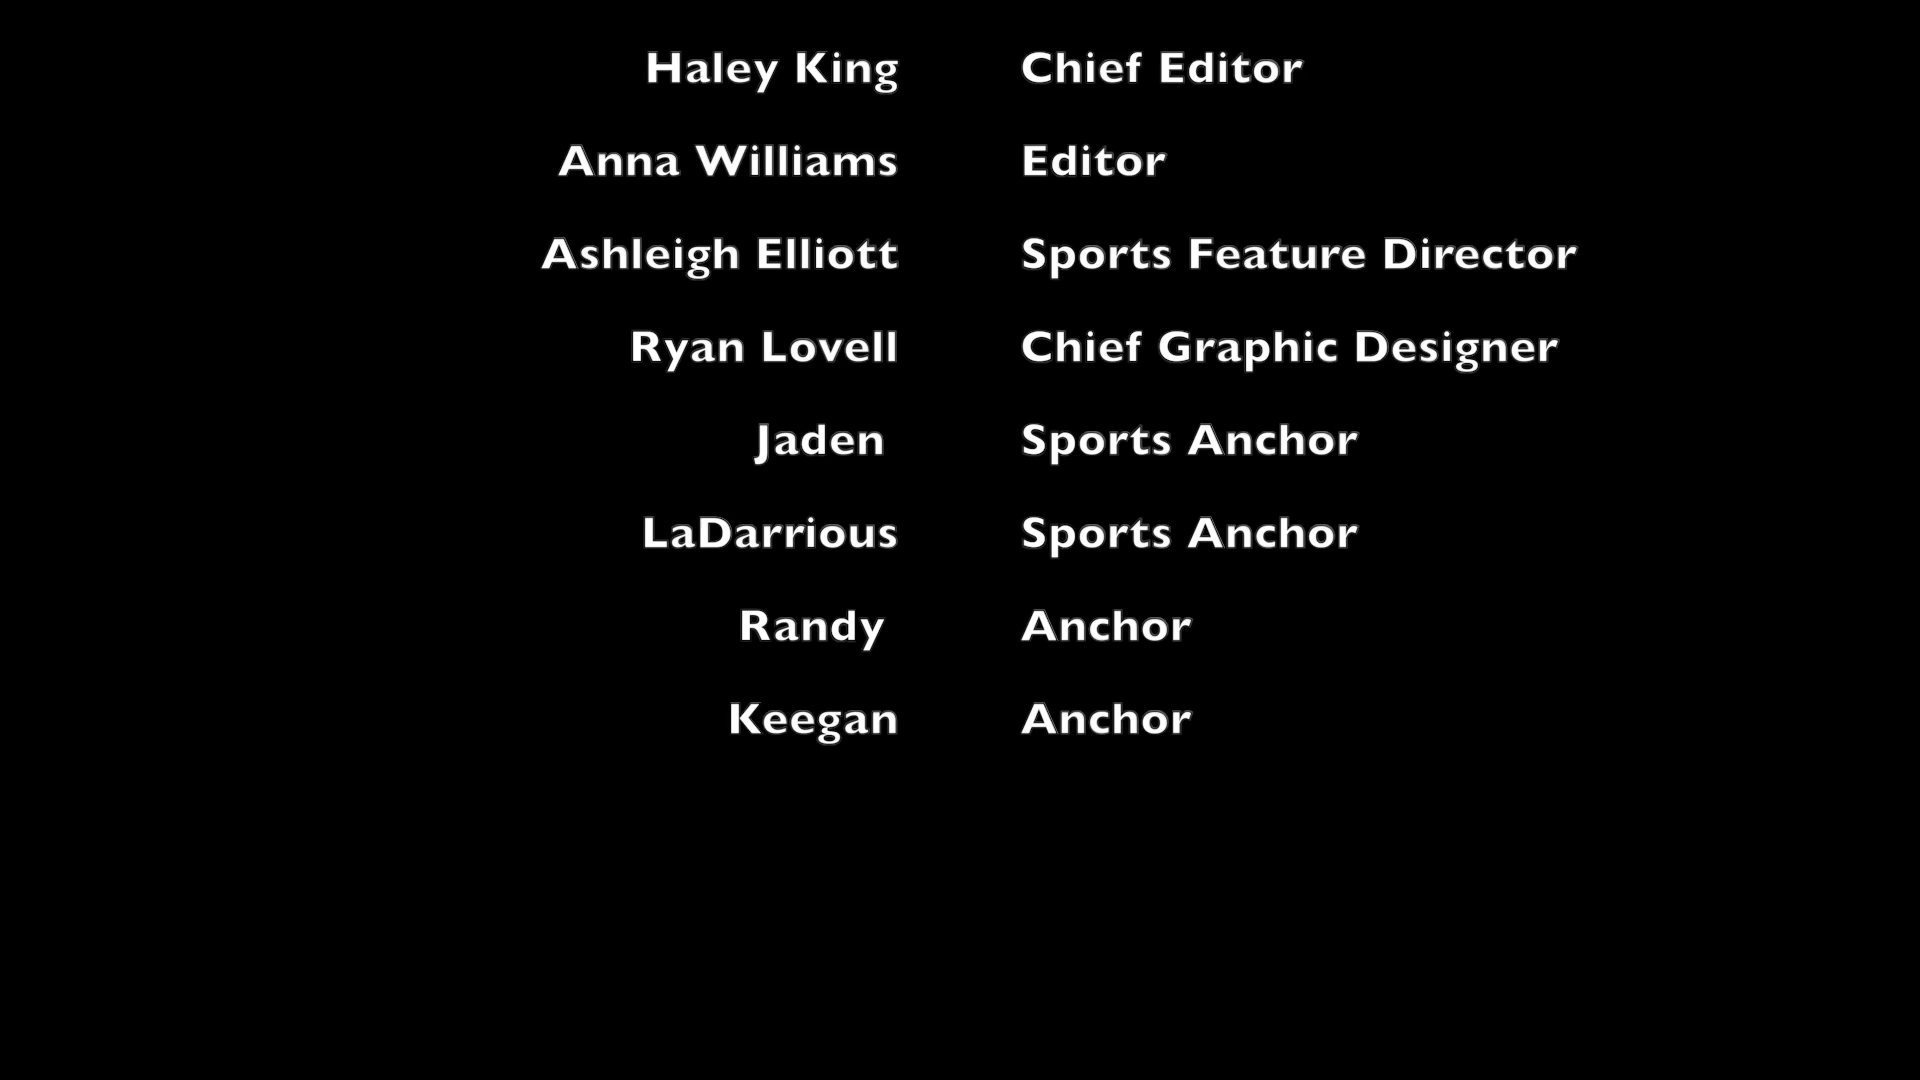 Haley King Chief Editor
Anna Williams Editor
Ashleigh Elliott Sports Feature Director
Ryan Lovell Chief Graphic Designer
Jaden Sports Anchor
LaDarrious Sports Anchor
Randy Anchor
Keegan Anchor